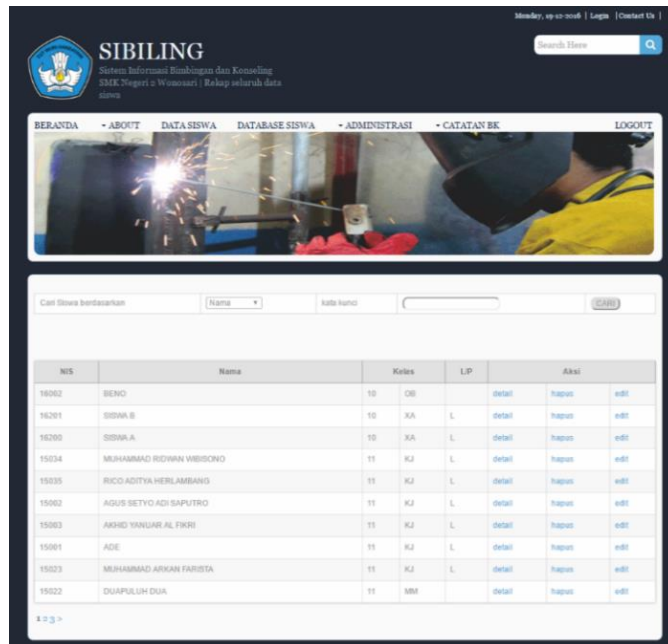 Monday, 19-12-2016 | Login | Contact Us |
Search Here
SIBILING
Sistem Informasi Bimbingan dan Konseling
SMK Negeri 2 Wonosari | Rekap seluruh data
siswa
BERANDA ABOUT DATA SISWA DATABASE SISWA ADMINISTRASI CATATAN BK LOGOUT
Cari Siswa berdasarkan Nama kata kunci CARI
NIS Nama Kelas L/P Aksi
16062 SENO 10 OB detail hapus edit
16201 SISWA B 10 XA L detail hapus edit
16200 SISWA A 10 XA L detail hapus edit
15034 MUHAMMAD RIDWAN WIBISONO 11 KJ L detail hapus edit
15035 RICO ADITYA HERLAMBANG 11 KJ L detail hapus edit
15002 AGUS SETYO ADI SAPUTRO 11 KJ L detail hapus edit
15003 AKHID YANUAR AL FIKRI 11 KJ L detail hapus edit
15001 ADE 11 KJ L detail hapus edit
15023 MUHAMMAD ARKAN FARISTA 11 KJ L detail hapus edit
15022 DUAPULUH DUA 11 MM detail hapus edit
1 2 3 >